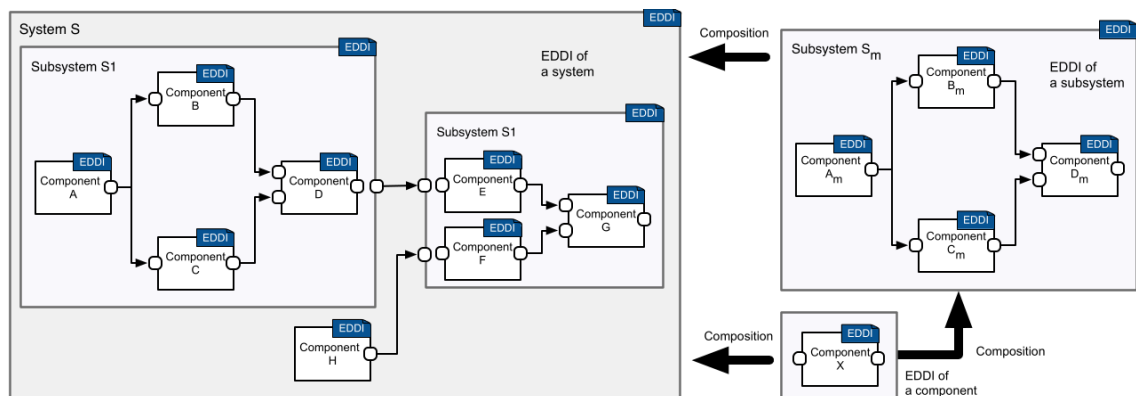 EDDI
System S
EDDI
Subsystem S1
EDDI of
a system
EDDI
Component
B
EDDI
Component
A
EDDI
Component
D
EDDI
Component
C
EDDI
Subsystem S1
EDDI
Component
E
EDDI
Component
G
EDDI
Component
F
EDDI
Component
H
Composition
EDDI
Subsystem Sm
EDDI of
a subsystem
EDDI
Component
Bm
EDDI
Component
Am
EDDI
Component
Dm
EDDI
Component
Cm
Composition
EDDI
Component
X
Composition
EDDI of
a component